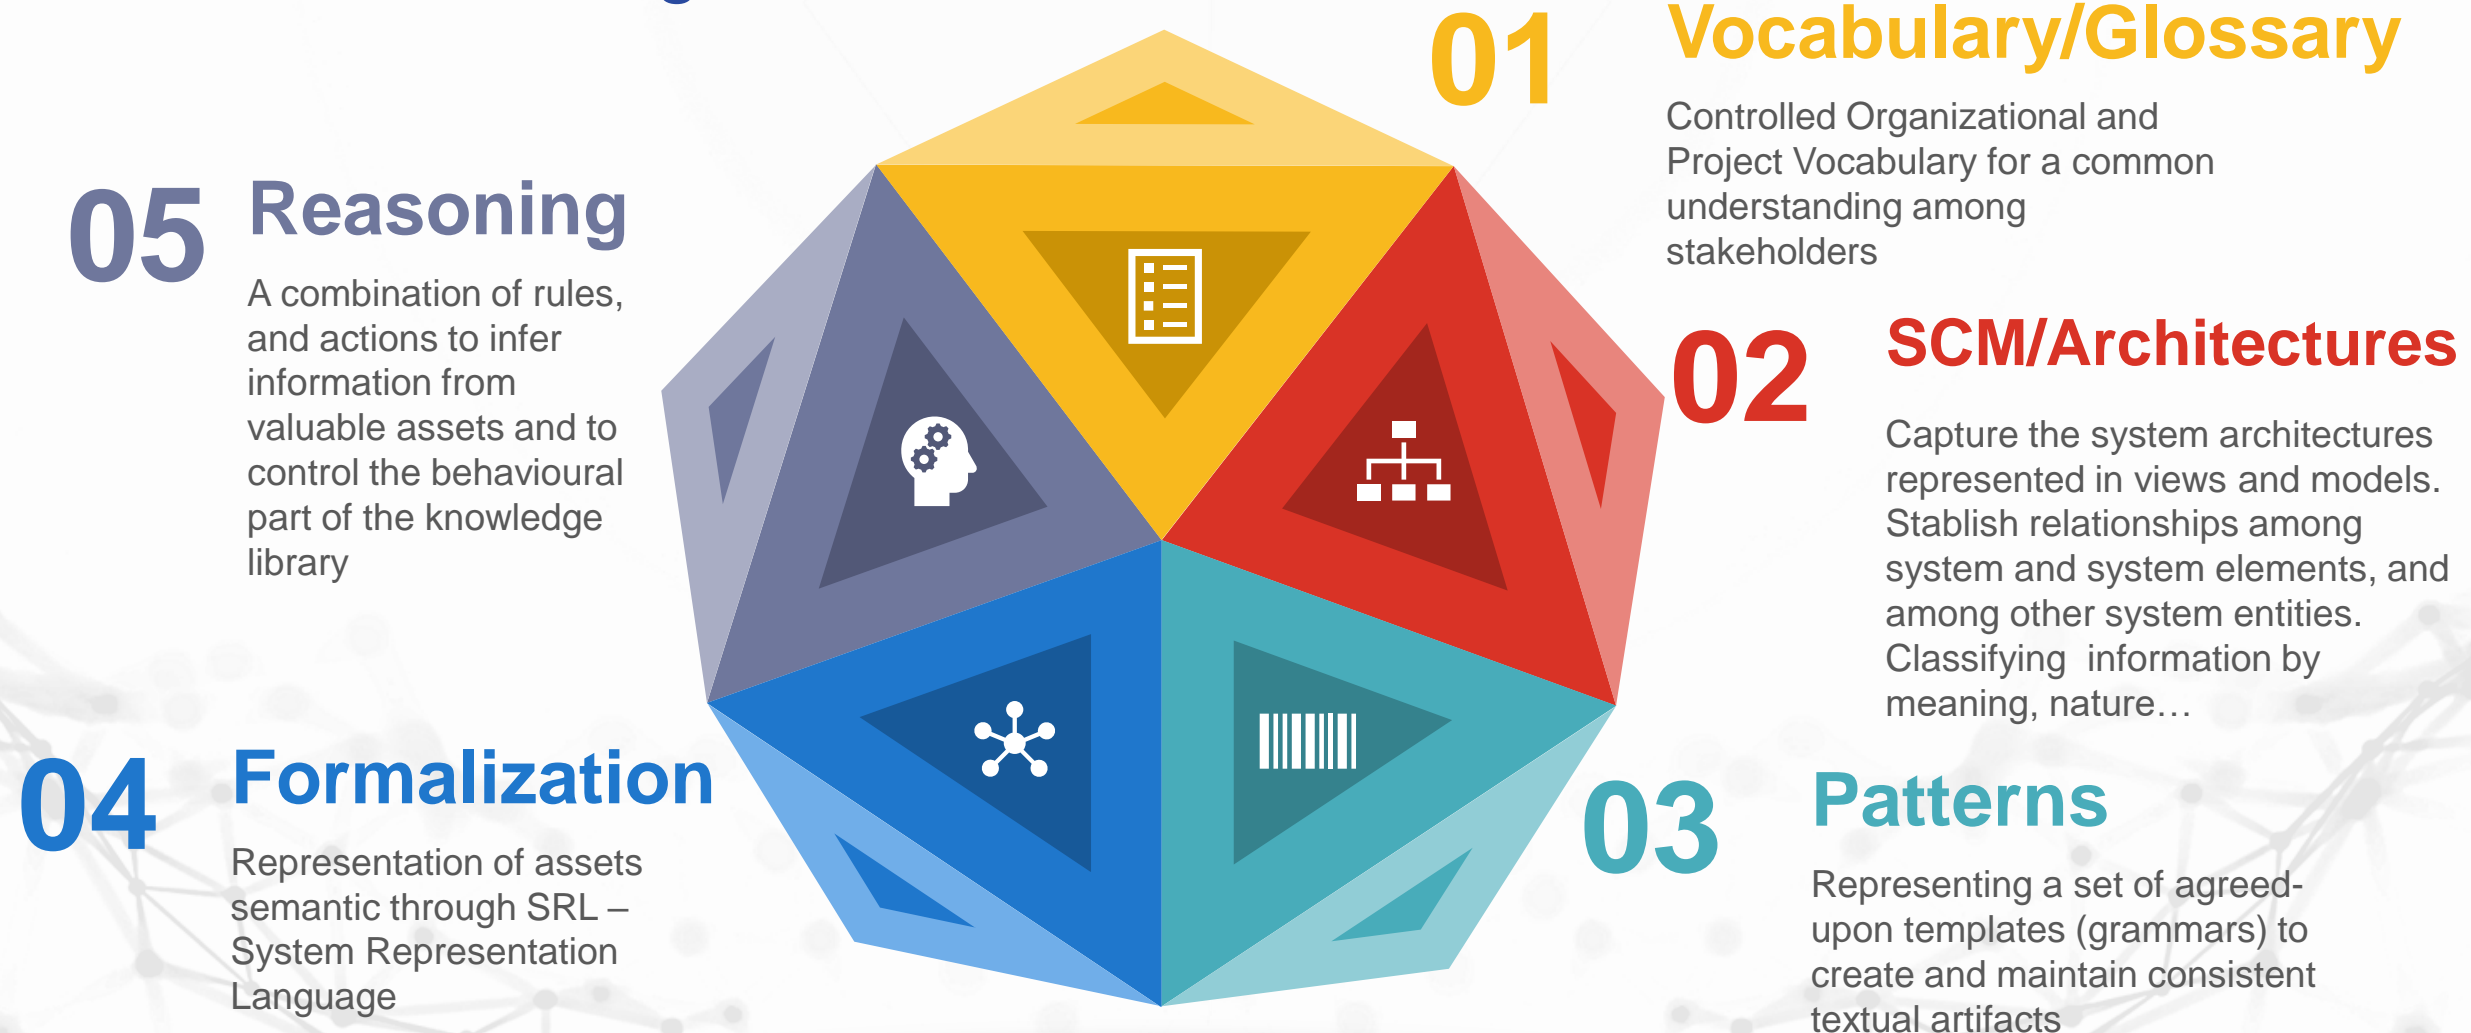 01
Vocabulary/Glossary
Controlled Organizational and
Project Vocabulary for a common
understanding among
stakeholders
02
SCM/Architectures
Capture the system architectures
represented in views and models.
Stablish relationships among
system and system elements, and
among other system entities.
Classifying  information by
meaning, nature…
03
Patterns
Representing a set of agreed-
upon templates (grammars) to
create and maintain consistent
textual artifacts
04
Formalization
Representation of assets
semantic through SRL –
System Representation
Language
05
Reasoning
A combination of rules,
and actions to infer
information from
valuable assets and to
control the behavioural
part of the knowledge
library